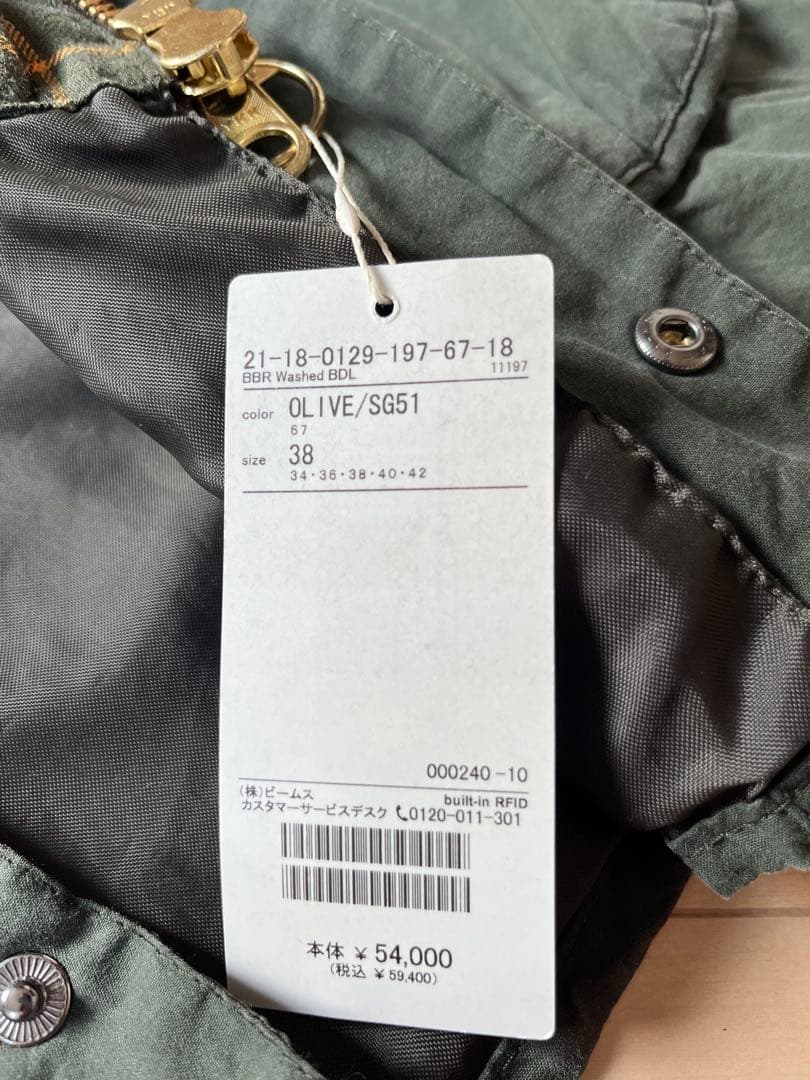 21-18-0129-197-67-18
BBR Washed BDL 11197
color OLIVE/SG51
67
size 38
34・36・38・40・42
000240-10
(株)ビームス built-in RFID
カスタマーサービスデスク 0120-011-301
本体 ¥ 54,000
(税込 ¥ 59,400)